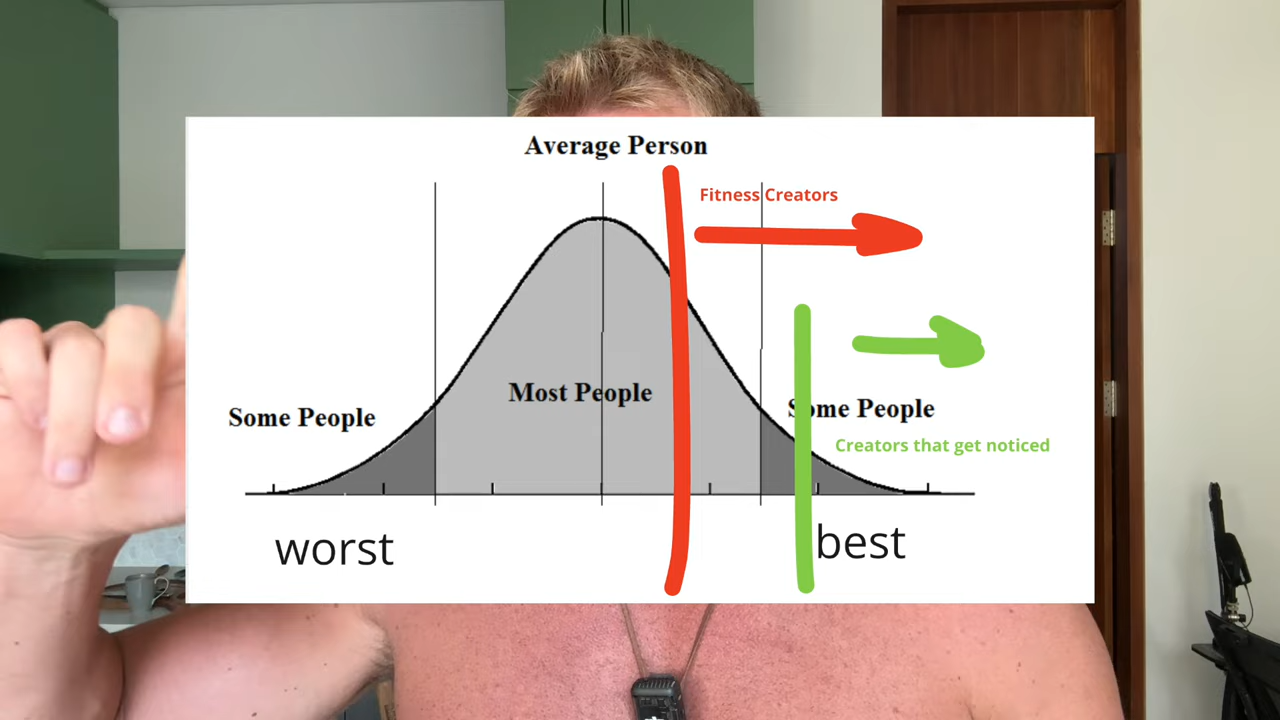 Average Person
Fitness Creators
Most People
Some People
Some People
Creators that get noticed
worst
best